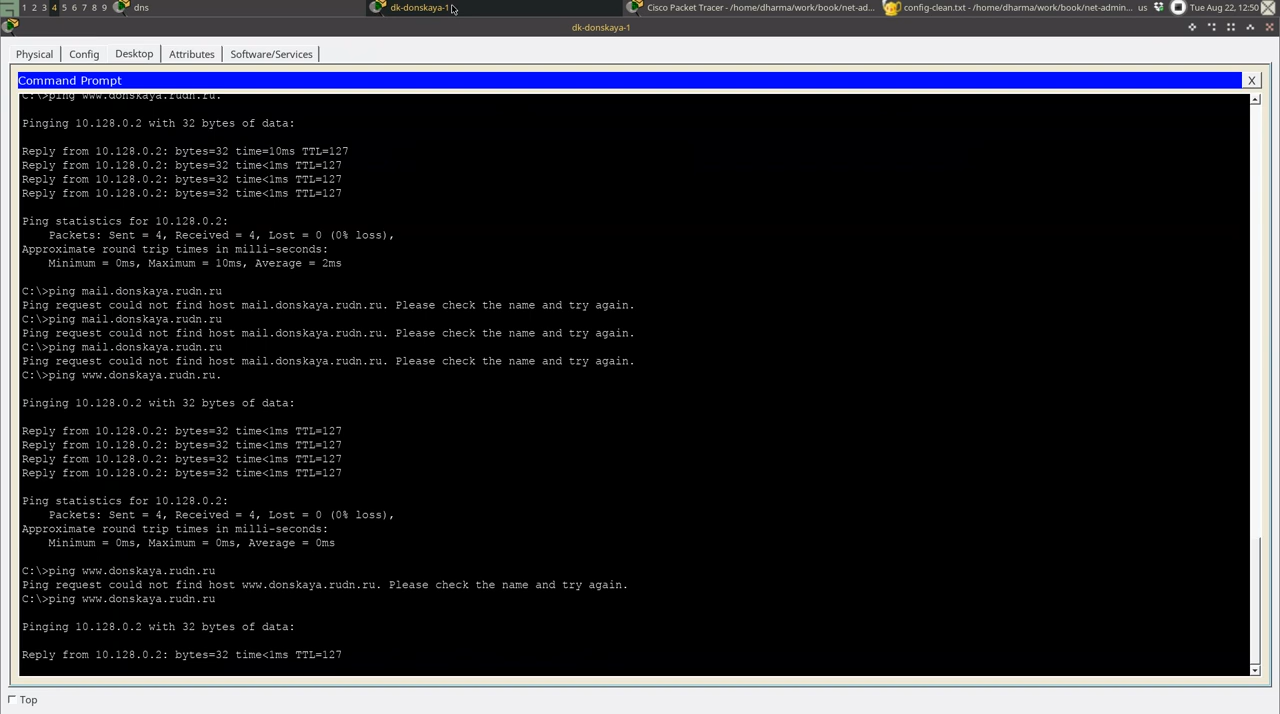 1 2 3 4 5 6 7 8 9 dns dk-donskaya-1 Cisco Packet Tracer - /home/dharma/work/book/net-ad... config-clean.txt - /home/dharma/work/book/net-admin... us Tue Aug 22, 12:50
dk-donskaya-1
Physical Config Desktop Attributes Software/Services
Command Prompt X
C:\>ping www.donskaya.rudn.ru.
Pinging 10.128.0.2 with 32 bytes of data:
Reply from 10.128.0.2: bytes=32 time=10ms TTL=127
Reply from 10.128.0.2: bytes=32 time<1ms TTL=127
Reply from 10.128.0.2: bytes=32 time<1ms TTL=127
Reply from 10.128.0.2: bytes=32 time<1ms TTL=127
Ping statistics for 10.128.0.2:
Packets: Sent = 4, Received = 4, Lost = 0 (0% loss),
Approximate round trip times in milli-seconds:
Minimum = 0ms, Maximum = 10ms, Average = 2ms
C:\>ping mail.donskaya.rudn.ru
Ping request could not find host mail.donskaya.rudn.ru. Please check the name and try again.
C:\>ping mail.donskaya.rudn.ru
Ping request could not find host mail.donskaya.rudn.ru. Please check the name and try again.
C:\>ping mail.donskaya.rudn.ru
Ping request could not find host mail.donskaya.rudn.ru. Please check the name and try again.
C:\>ping www.donskaya.rudn.ru.
Pinging 10.128.0.2 with 32 bytes of data:
Reply from 10.128.0.2: bytes=32 time<1ms TTL=127
Reply from 10.128.0.2: bytes=32 time<1ms TTL=127
Reply from 10.128.0.2: bytes=32 time<1ms TTL=127
Reply from 10.128.0.2: bytes=32 time<1ms TTL=127
Ping statistics for 10.128.0.2:
Packets: Sent = 4, Received = 4, Lost = 0 (0% loss),
Approximate round trip times in milli-seconds:
Minimum = 0ms, Maximum = 0ms, Average = 0ms
C:\>ping www.donskaya.rudn.ru
Ping request could not find host www.donskaya.rudn.ru. Please check the name and try again.
C:\>ping www.donskaya.rudn.ru
Pinging 10.128.0.2 with 32 bytes of data:
Reply from 10.128.0.2: bytes=32 time<1ms TTL=127
Top